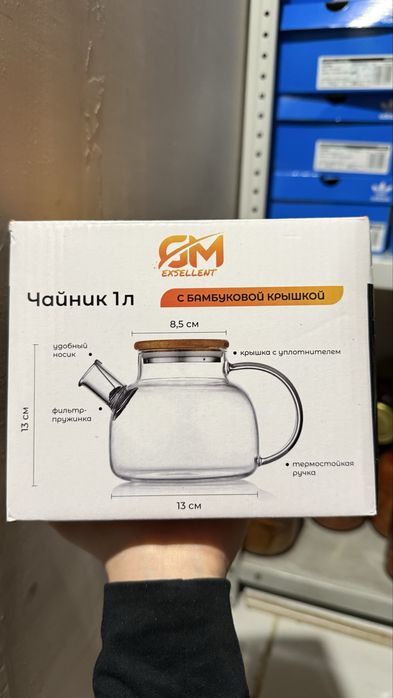 GM
EXSELLENT
Чайник 1л
С БАМБУКОВОЙ КРЫШКОЙ
8,5 см
удобный
носик
крышка с уплотнителем
13 см
фильтр-
пружинка
термостойкая
ручка
13 см